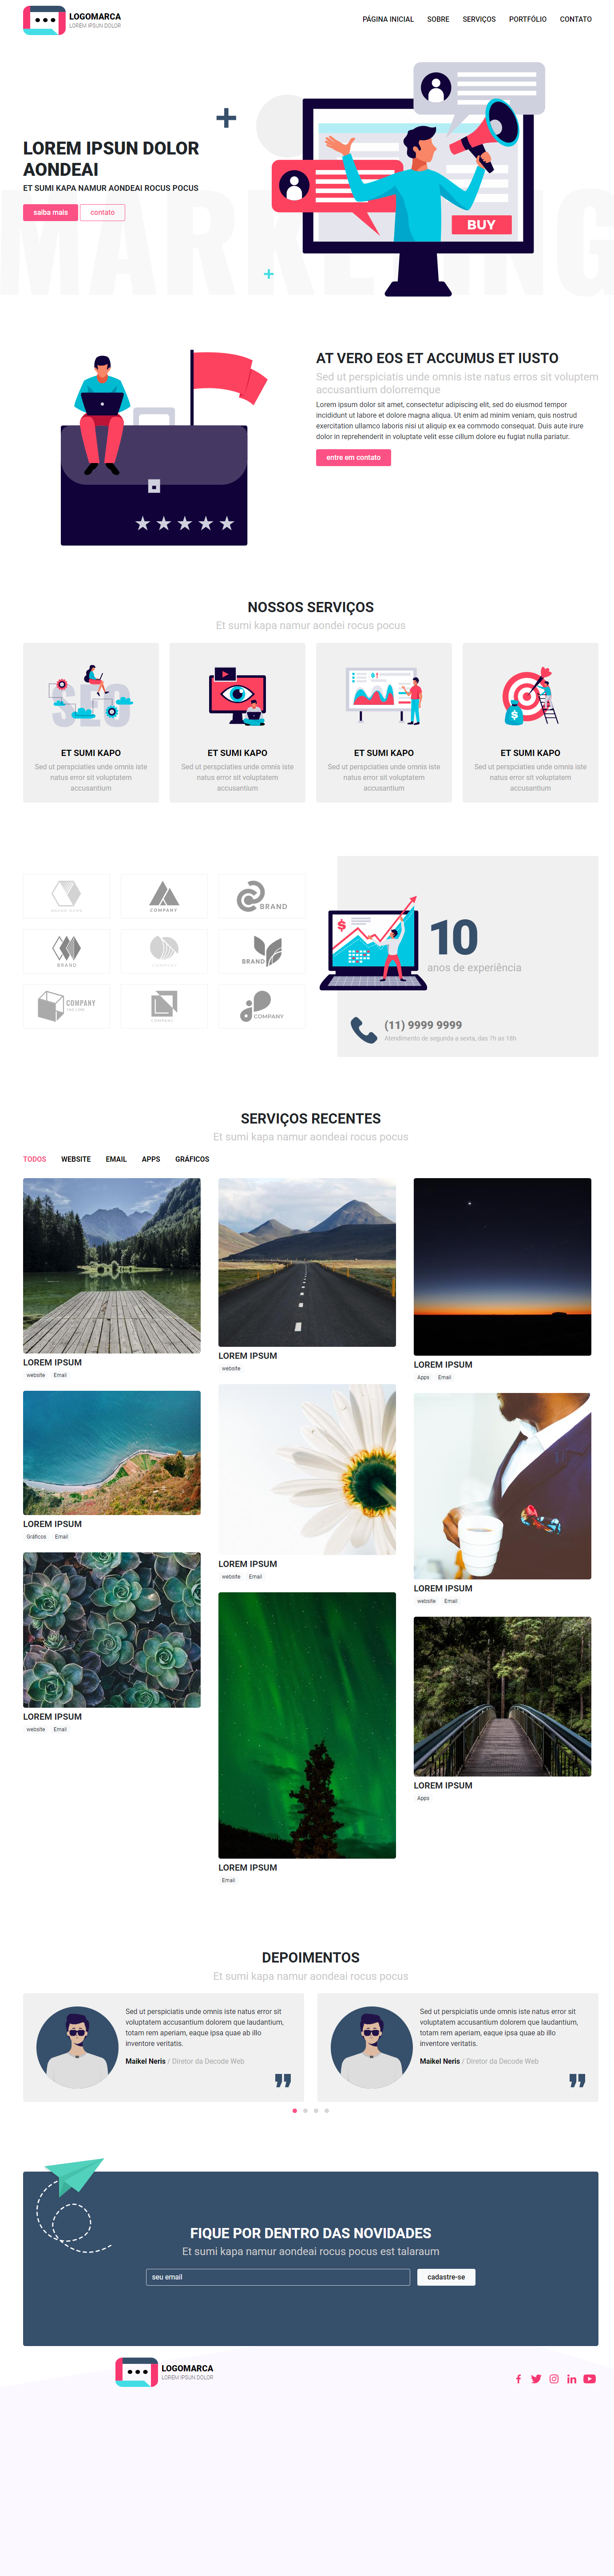 LOGOMARCA
LOREM IPSUN DOLOR
PÁGINA INICIAL SOBRE SERVIÇOS PORTFÓLIO CONTATO
MARKETING
LOREM IPSUN DOLOR
AONDEAI
ET SUMI KAPA NAMUR AONDEAI ROCUS POCUS
saiba mais contato
BUY
AT VERO EOS ET ACCUMUS ET IUSTO
Sed ut perspiciatis unde omnis iste natus erros sit voluptem
accusantium dolorremque
Lorem ipsum dolor sit amet, consectetur adipiscing elit, sed do eiusmod tempor
incididunt ut labore et dolore magna aliqua. Ut enim ad minim veniam, quis nostrud
exercitation ullamco laboris nisi ut aliquip ex ea commodo consequat. Duis aute irure
dolor in reprehenderit in voluptate velit esse cillum dolore eu fugiat nulla pariatur.
entre em contato
NOSSOS SERVIÇOS
Et sumi kapa namur aondei rocus pocus
SEO
ET SUMI KAPO
Sed ut perspciaties unde omnis iste
natus error sit voluptatem
accusantium
ET SUMI KAPO
Sed ut perspciaties unde omnis iste
natus error sit voluptatem
accusantium
ET SUMI KAPO
Sed ut perspciaties unde omnis iste
natus error sit voluptatem
accusantium
ET SUMI KAPO
Sed ut perspciaties unde omnis iste
natus error sit voluptatem
accusantium
COMPANY
BRAND
BRAND
COMPANY
BRAND
COMPANY
COMPANY
COMPANY
10
anos de experiência
(11) 9999 9999
Atendimento de segunda a sexta, das 7h as 18h
SERVIÇOS RECENTES
Et sumi kapa namur aondeai rocus pocus
TODOS WEBSITE EMAIL APPS GRÁFICOS
LOREM IPSUM
website Email
LOREM IPSUM
Gráficos Email
LOREM IPSUM
website Email
LOREM IPSUM
website
LOREM IPSUM
website Email
LOREM IPSUM
Email
LOREM IPSUM
Apps Email
LOREM IPSUM
website Email
LOREM IPSUM
Apps
DEPOIMENTOS
Et sumi kapa namur aondeai rocus pocus
Sed ut perspiciatis unde omnis iste natus error sit
voluptatem accusantium dolorem que laudantium,
totam rem aperiam, eaque ipsa quae ab illo
inventore veritatis.
Maikel Neris / Diretor da Decode Web
Sed ut perspiciatis unde omnis iste natus error sit
voluptatem accusantium dolorem que laudantium,
totam rem aperiam, eaque ipsa quae ab illo
inventore veritatis.
Maikel Neris / Diretor da Decode Web
FIQUE POR DENTRO DAS NOVIDADES
Et sumi kapa namur aondeai rocus pocus est talaraum
seu email cadastre-se
LOGOMARCA
LOREM IPSUN DOLOR